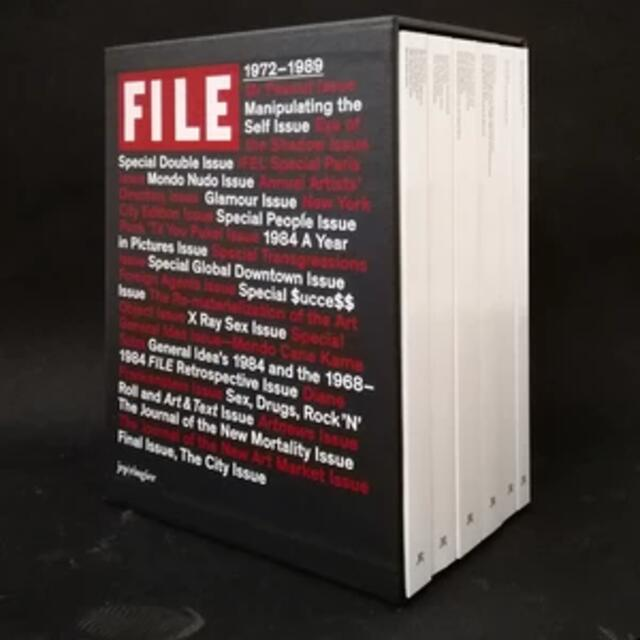 FILE
1972–1989
Mr Peanut Issue
Manipulating the
Self Issue Eye of
the Shadow Issue
Special Double Issue IFEL Special Paris
Issue Mondo Nudo Issue Annual Artists'
Directory Issue Glamour Issue New York
City Edition Issue Special People Issue
Punk 'Til You Puke! Issue 1984 A Year
in Pictures Issue Special Transgressions
Issue Special Global Downtown Issue
Foreign Agents Issue Special $ucce$$
Issue The Re-materialization of the Art
Object Issue X Ray Sex Issue Special
General Idea Issue—Mondo Cane Kama
Sutra General Idea's 1984 and the 1968–
1984 FILE Retrospective Issue Diane
Frankenstein Issue Sex, Drugs, Rock 'N'
Roll and Art & Text Issue Artnews Issue
The Journal of the New Mortality Issue
The Journal of the New Art Market Issue
Final Issue, The City Issue
jrp|ringier